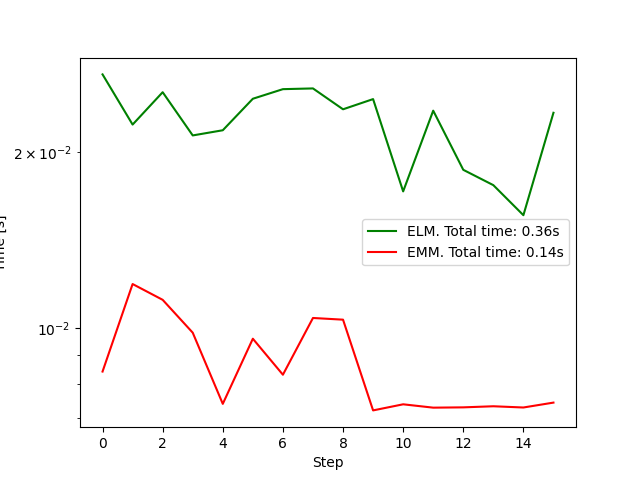 2 × 10⁻²
10⁻²
Time [s]
ELM. Total time: 0.36s
EMM. Total time: 0.14s
0 2 4 6 8 10 12 14
Step